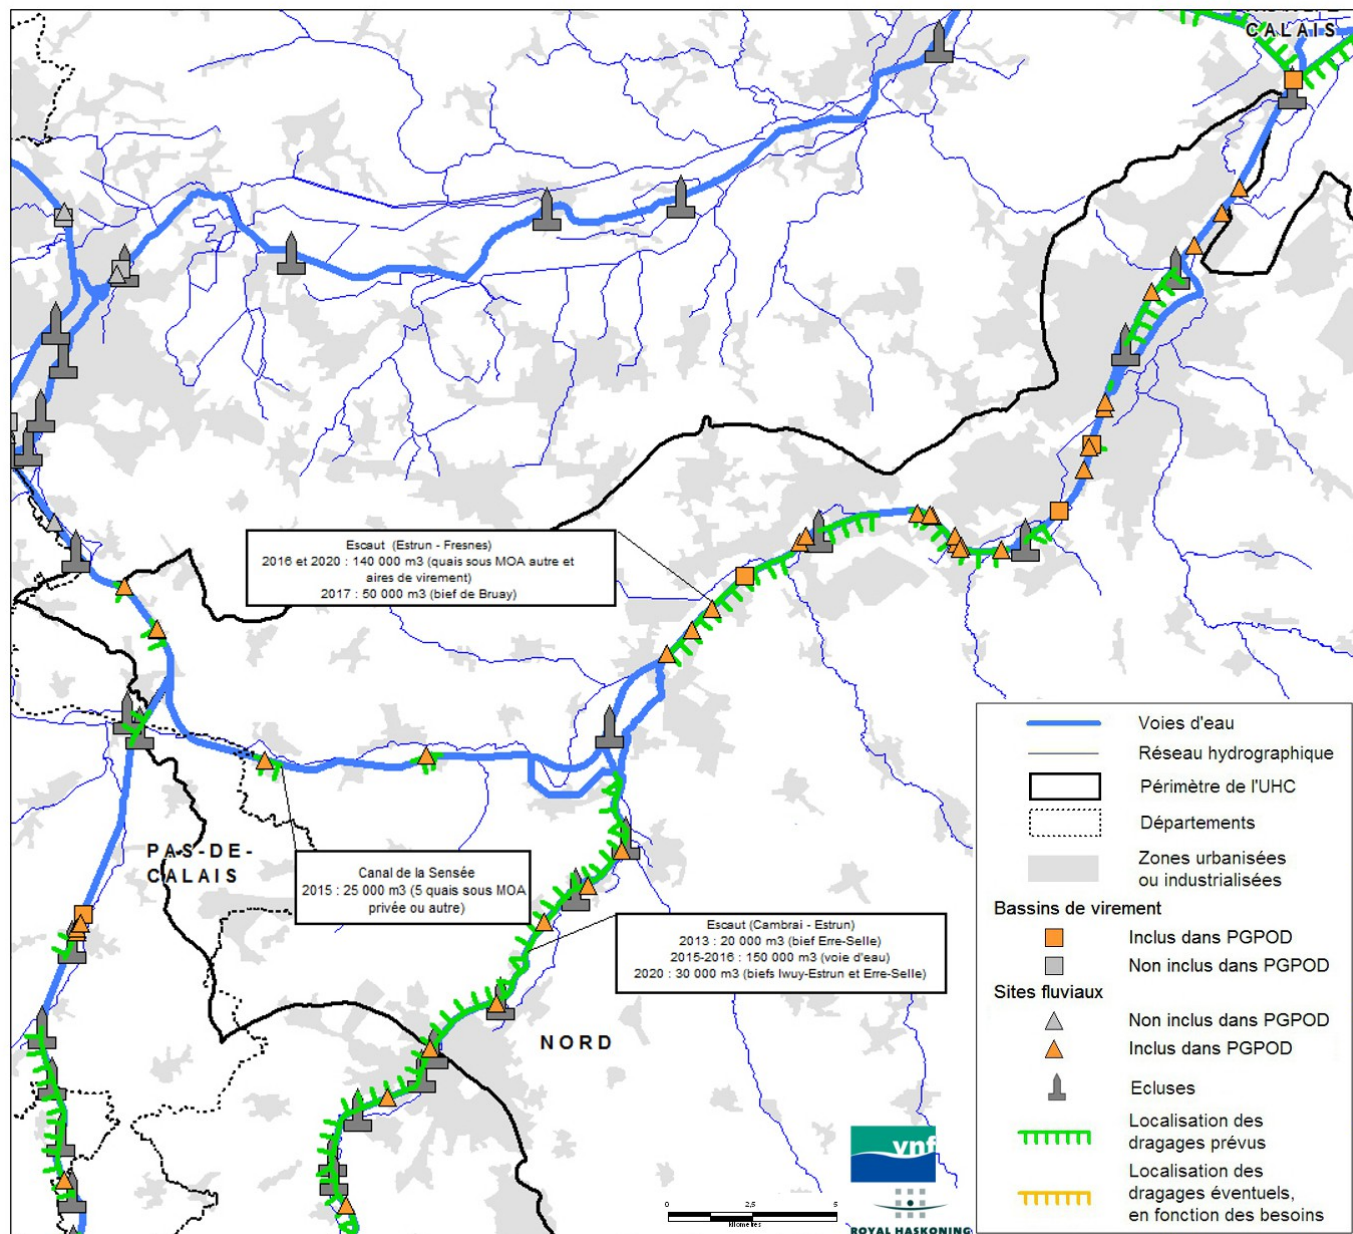 CALAIS
Escaut (Estrun - Fresnes)
2016 et 2020 : 140 000 m3 (quais sous MOA autre et
aires de virement)
2017 : 50 000 m3 (bief de Bruay)
PAS-DE-
CALAIS
Canal de la Sensée
2015 : 25 000 m3 (5 quais sous MOA
privée ou autre)
Escaut (Cambrai - Estrun)
2013 : 20 000 m3 (bief Erre-Selle)
2015-2016 : 150 000 m3 (voie d'eau)
2020 : 30 000 m3 (biefs Iwuy-Estrun et Erre-Selle)
NORD
Voies d'eau
Réseau hydrographique
Périmètre de l'UHC
Départements
Zones urbanisées
ou industrialisées
Bassins de virement
Inclus dans PGPOD
Non inclus dans PGPOD
Sites fluviaux
Non inclus dans PGPOD
Inclus dans PGPOD
Ecluses
Localisation des
dragages prévus
Localisation des
dragages éventuels,
en fonction des besoins
vnf
ROYAL HASKONING
0 2,5 5
kilomètres